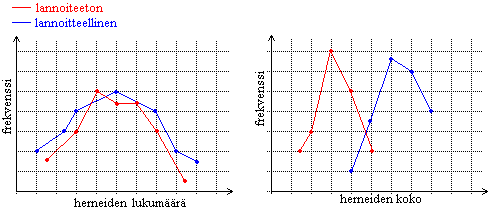 lannoiteeton
lannoitteellinen
frekvenssi
herneiden lukumäärä
frekvenssi
herneiden koko